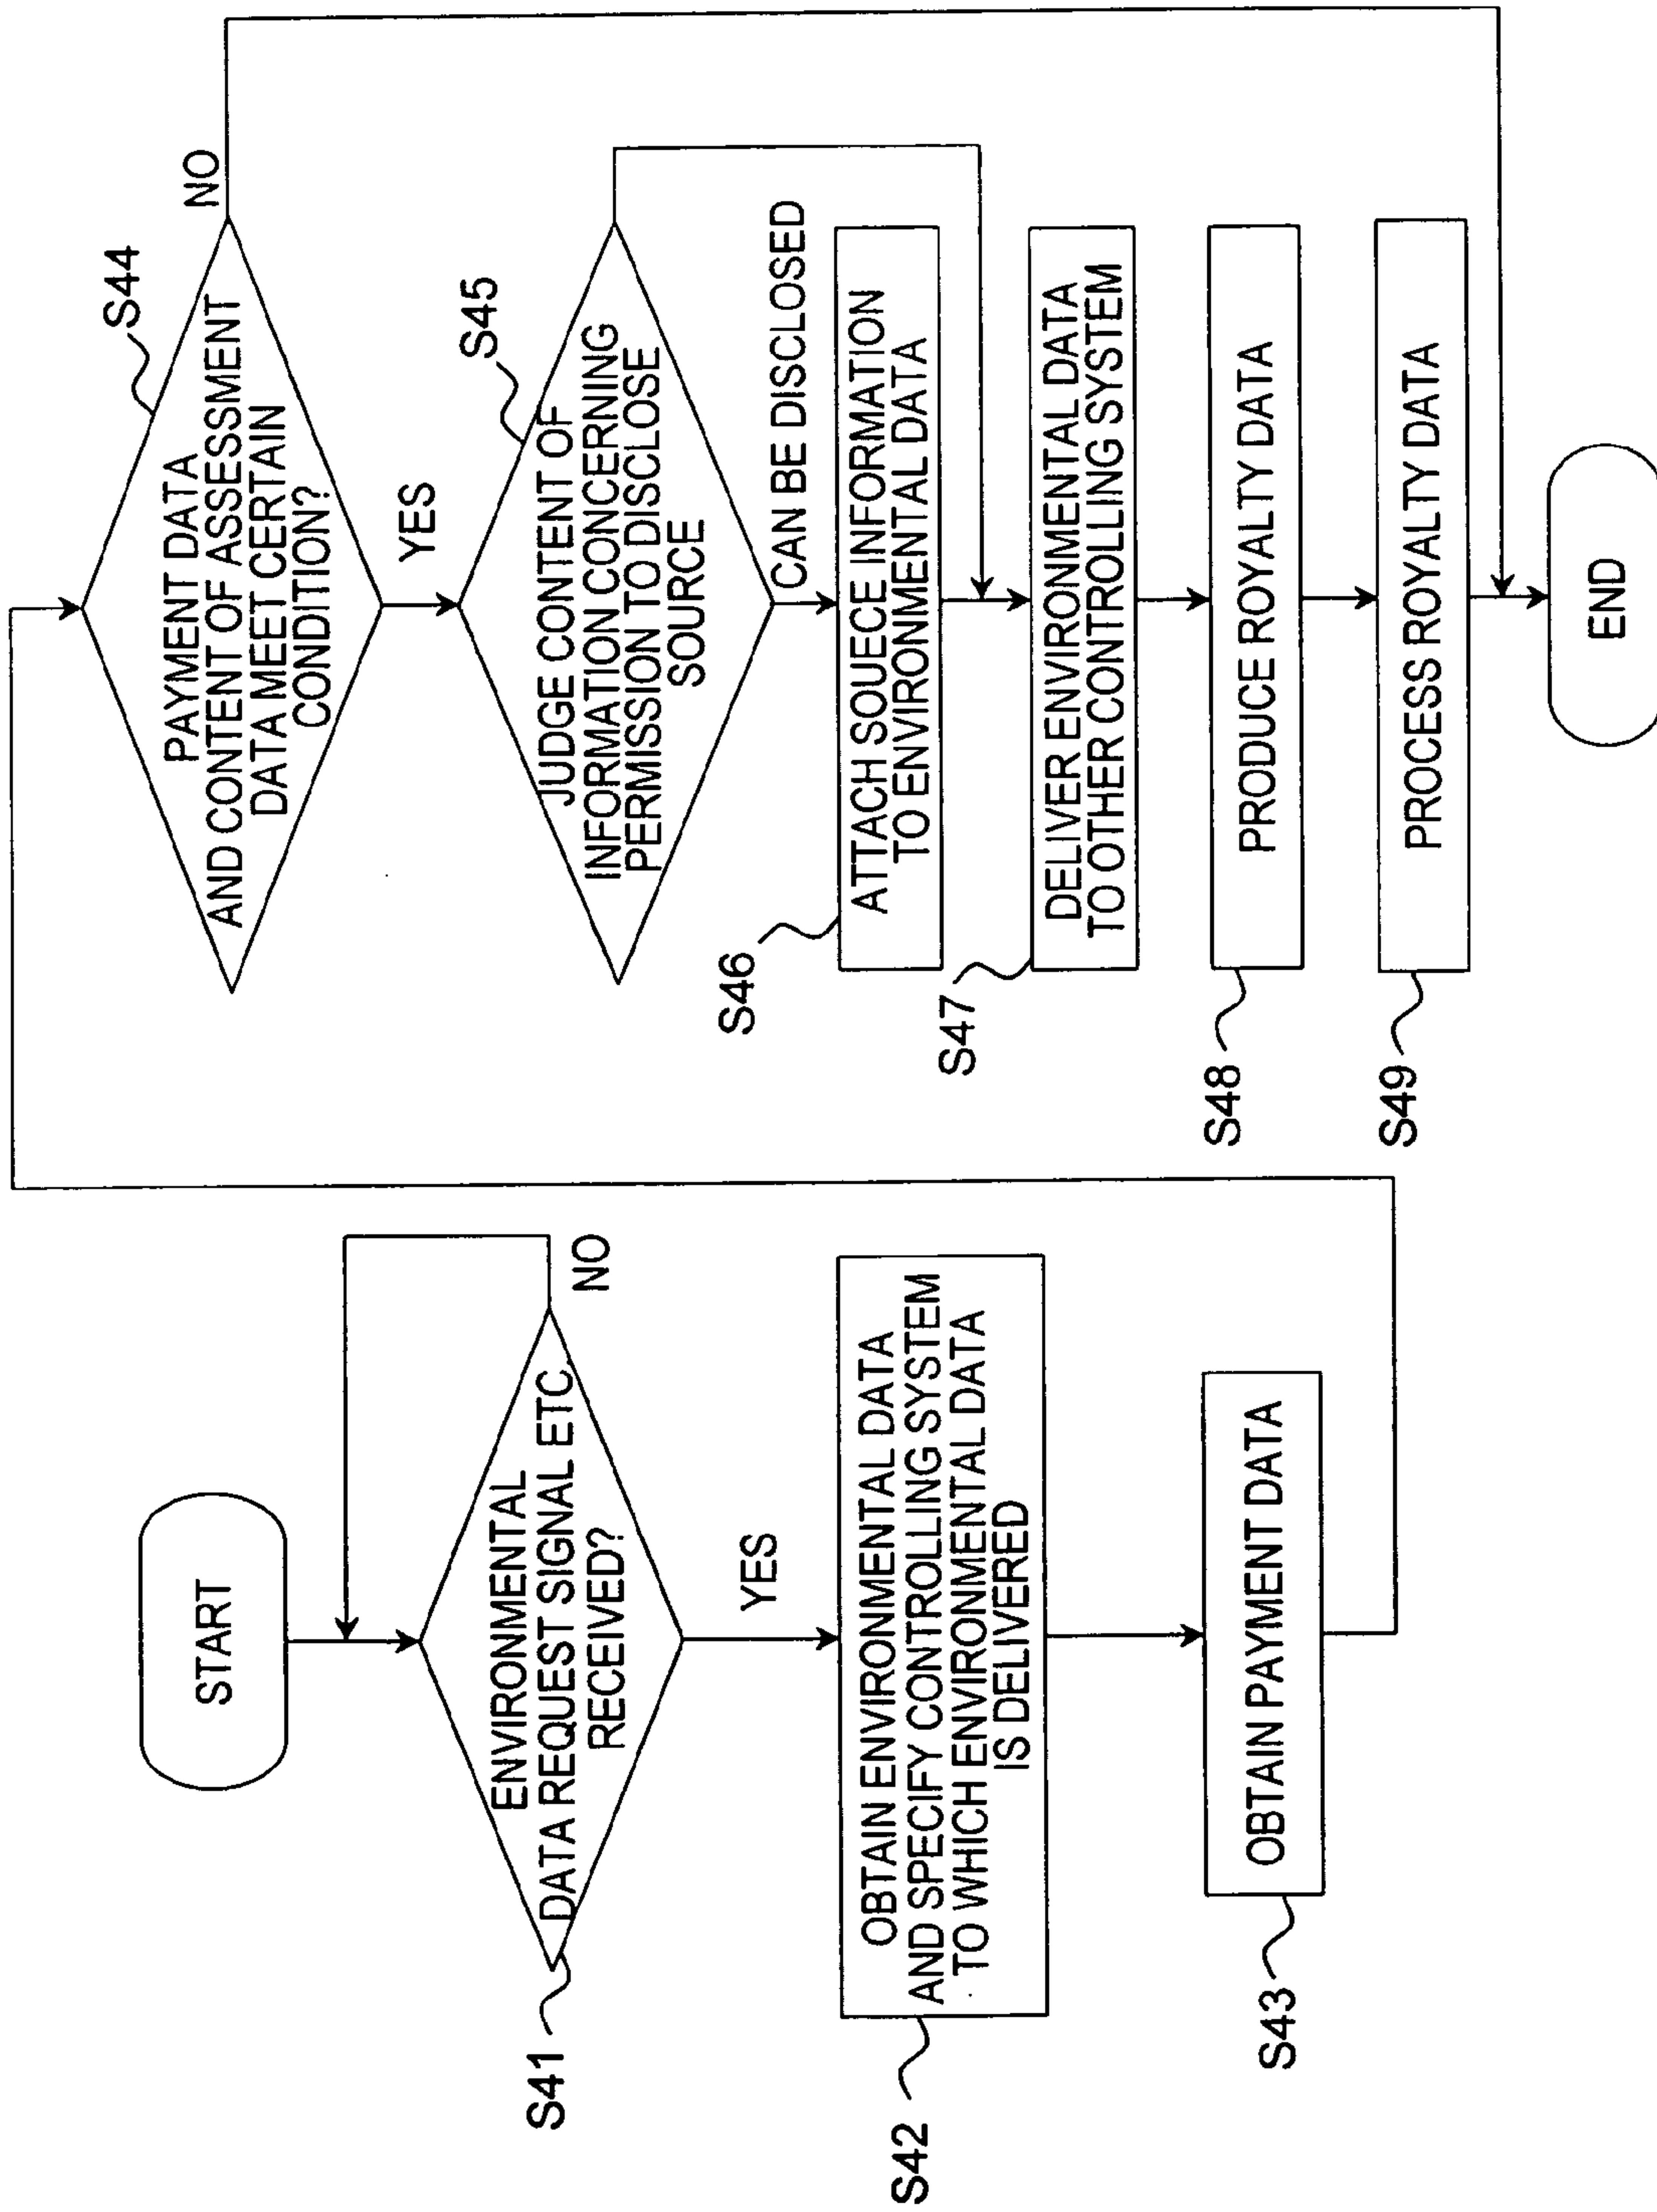 START
ENVIRONMENTAL
DATA REQUEST SIGNAL ETC
RECEIVED?
S41
NO
YES
OBTAIN ENVIRONMENTAL DATA
AND SPECIFY CONTROLLING SYSTEM
TO WHICH ENVIRONMENTAL DATA
IS DELIVERED
S42
OBTAIN PAYMENT DATA
S43
PAYMENT DATA
AND CONTENT OF ASSESSMENT
DATA MEET CERTAIN
CONDITION?
S44
NO
YES
JUDGE CONTENT OF
INFORMATION CONCERNING
PERMISSION TO DISCLOSE
SOURCE
S45
CAN BE DISCLOSED
ATTACH SOUECE INFORMATION
TO ENVIRONMENTAL DATA
S46
DELIVER ENVIRONMENTAL DATA
TO OTHER CONTROLLING SYSTEM
S47
PRODUCE ROYALTY DATA
S48
PROCESS ROYALTY DATA
S49
END